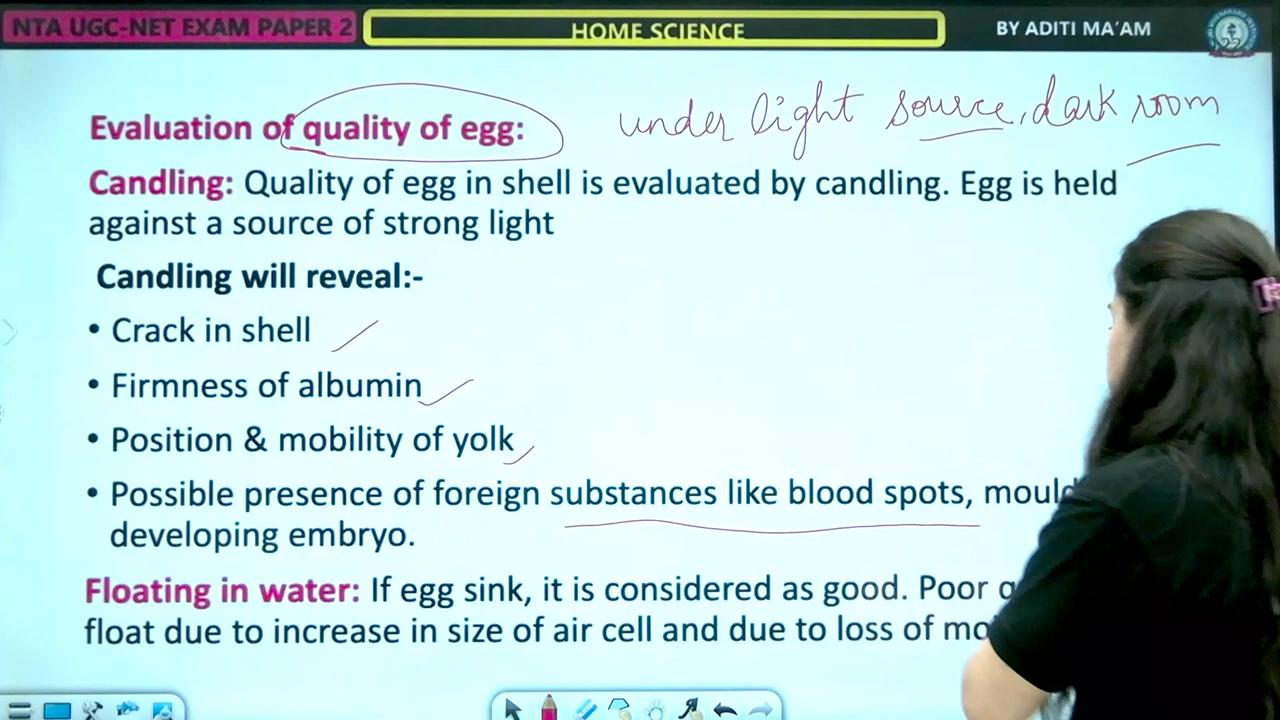 NTA UGC-NET EXAM PAPER 2
HOME SCIENCE
BY ADITI MA'AM
Evaluation of quality of egg:
under light source, dark room
Candling: Quality of egg in shell is evaluated by candling. Egg is held
against a source of strong light
Candling will reveal:-
• Crack in shell
• Firmness of albumin
• Position & mobility of yolk
• Possible presence of foreign substances like blood spots, mould
developing embryo.
Floating in water: If egg sink, it is considered as good. Poor
float due to increase in size of air cell and due to loss of